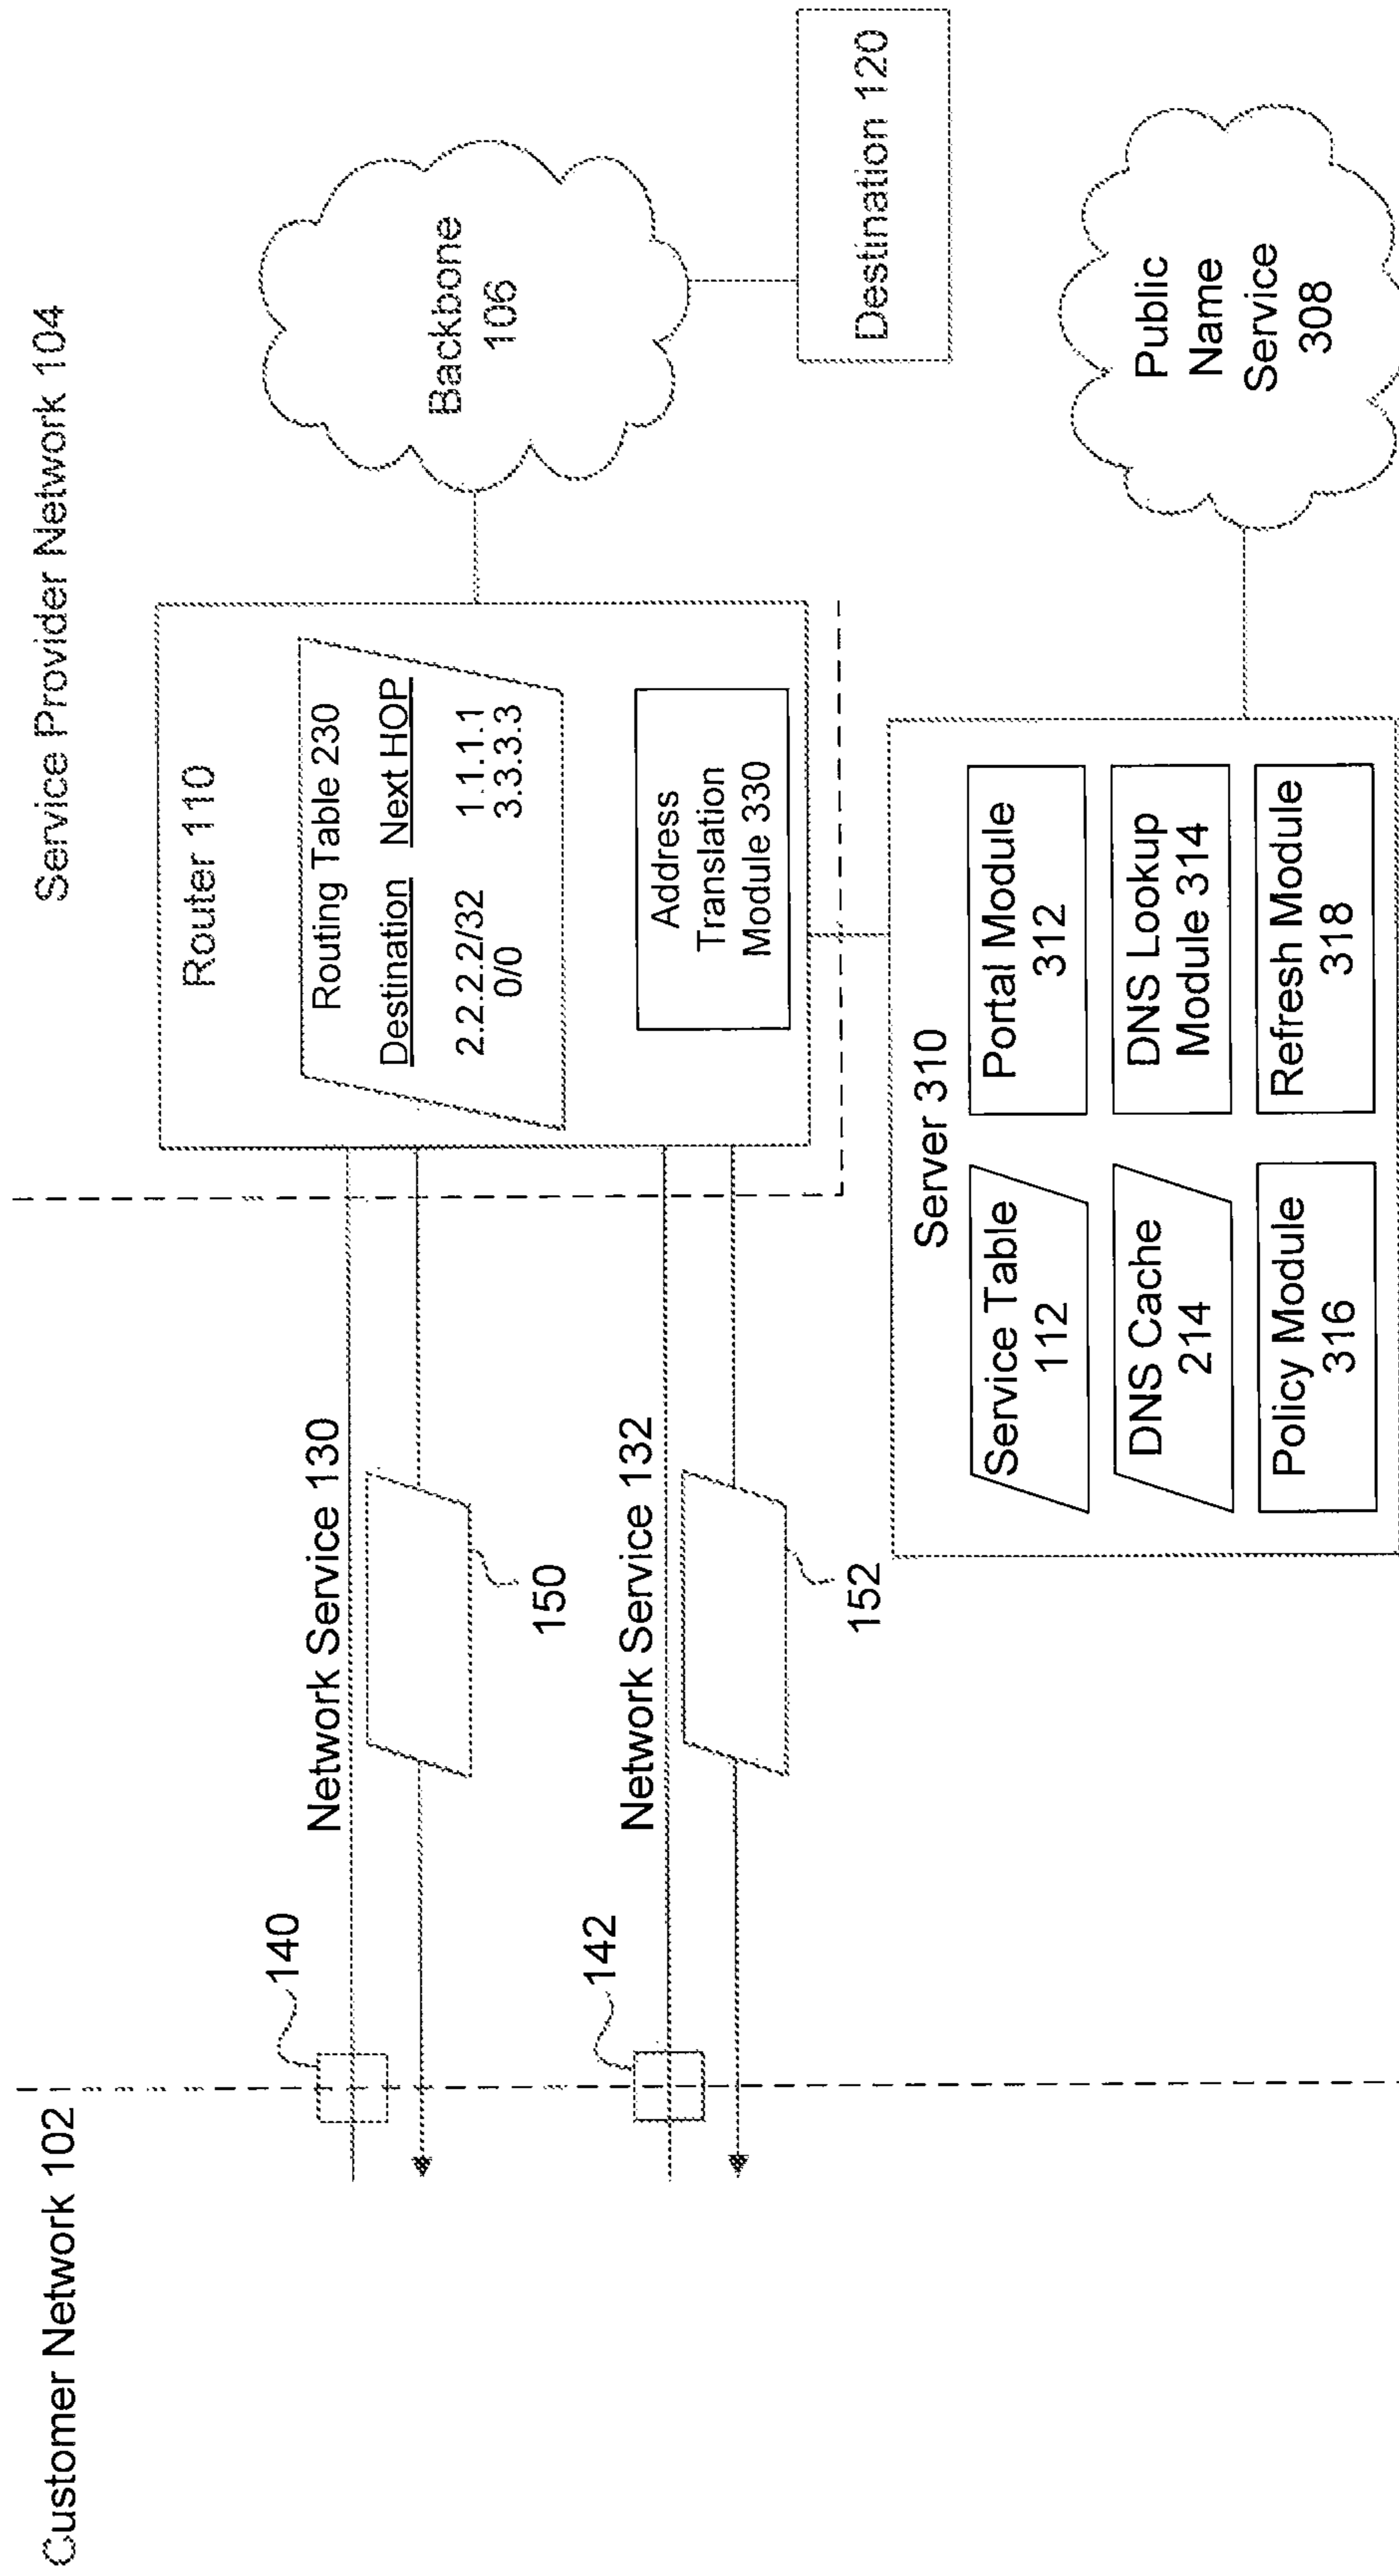 Customer Network 102
Service Provider Network 104
140
Network Service 130
150
142
Network Service 132
152
Router 110
Routing Table 230
Destination Next HOP
2.2.2.2/32 1.1.1.1
0/0 3.3.3.3
Address
Translation
Module 330
Backbone
106
Destination 120
Server 310
Service Table
112
Portal Module
312
DNS Cache
214
DNS Lookup
Module 314
Policy Module
316
Refresh Module
318
Public
Name
Service
308